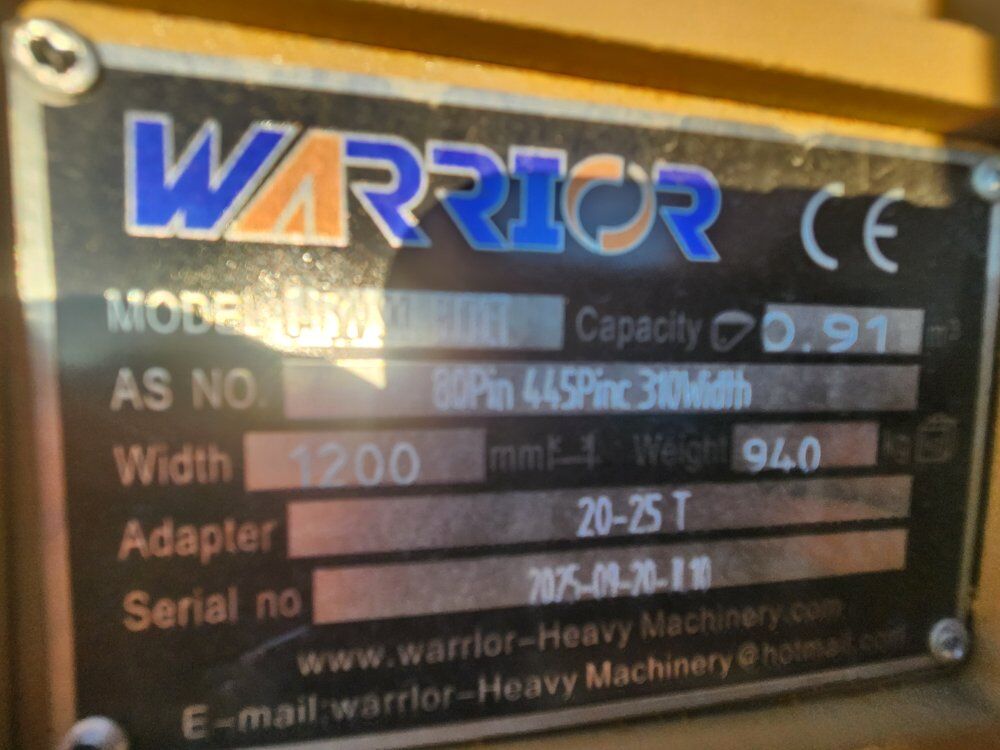 WARRIOR CE
MODEL Capacity 0.91 m³
AS NO. 80Pin 445Pinc 310Width
Width 1200 mm Weight 940 kg
Adapter 20-25 T
Serial no
www.warrior-Heavy Machinery.com
E-mail:warrior-Heavy Machinery@hotmail.com